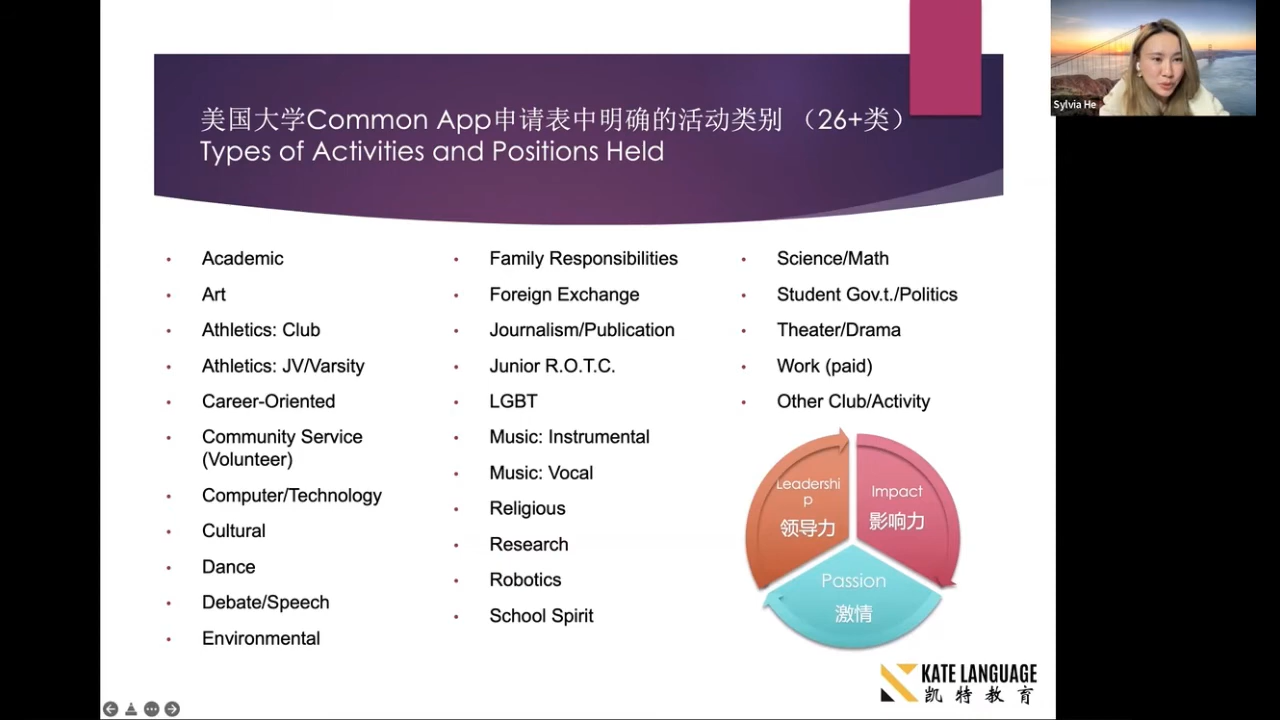 美国大学Common App申请表中明确的活动类别 （26+类）
Types of Activities and Positions Held
Sylvia He
Academic
Art
Athletics: Club
Athletics: JV/Varsity
Career-Oriented
Community Service
(Volunteer)
Computer/Technology
Cultural
Dance
Debate/Speech
Environmental
Family Responsibilities
Foreign Exchange
Journalism/Publication
Junior R.O.T.C.
LGBT
Music: Instrumental
Music: Vocal
Religious
Research
Robotics
School Spirit
Science/Math
Student Gov.t./Politics
Theater/Drama
Work (paid)
Other Club/Activity
Leadershi
p
领导力
Impact
影响力
Passion
激情
KATE LANGUAGE
凯特教育